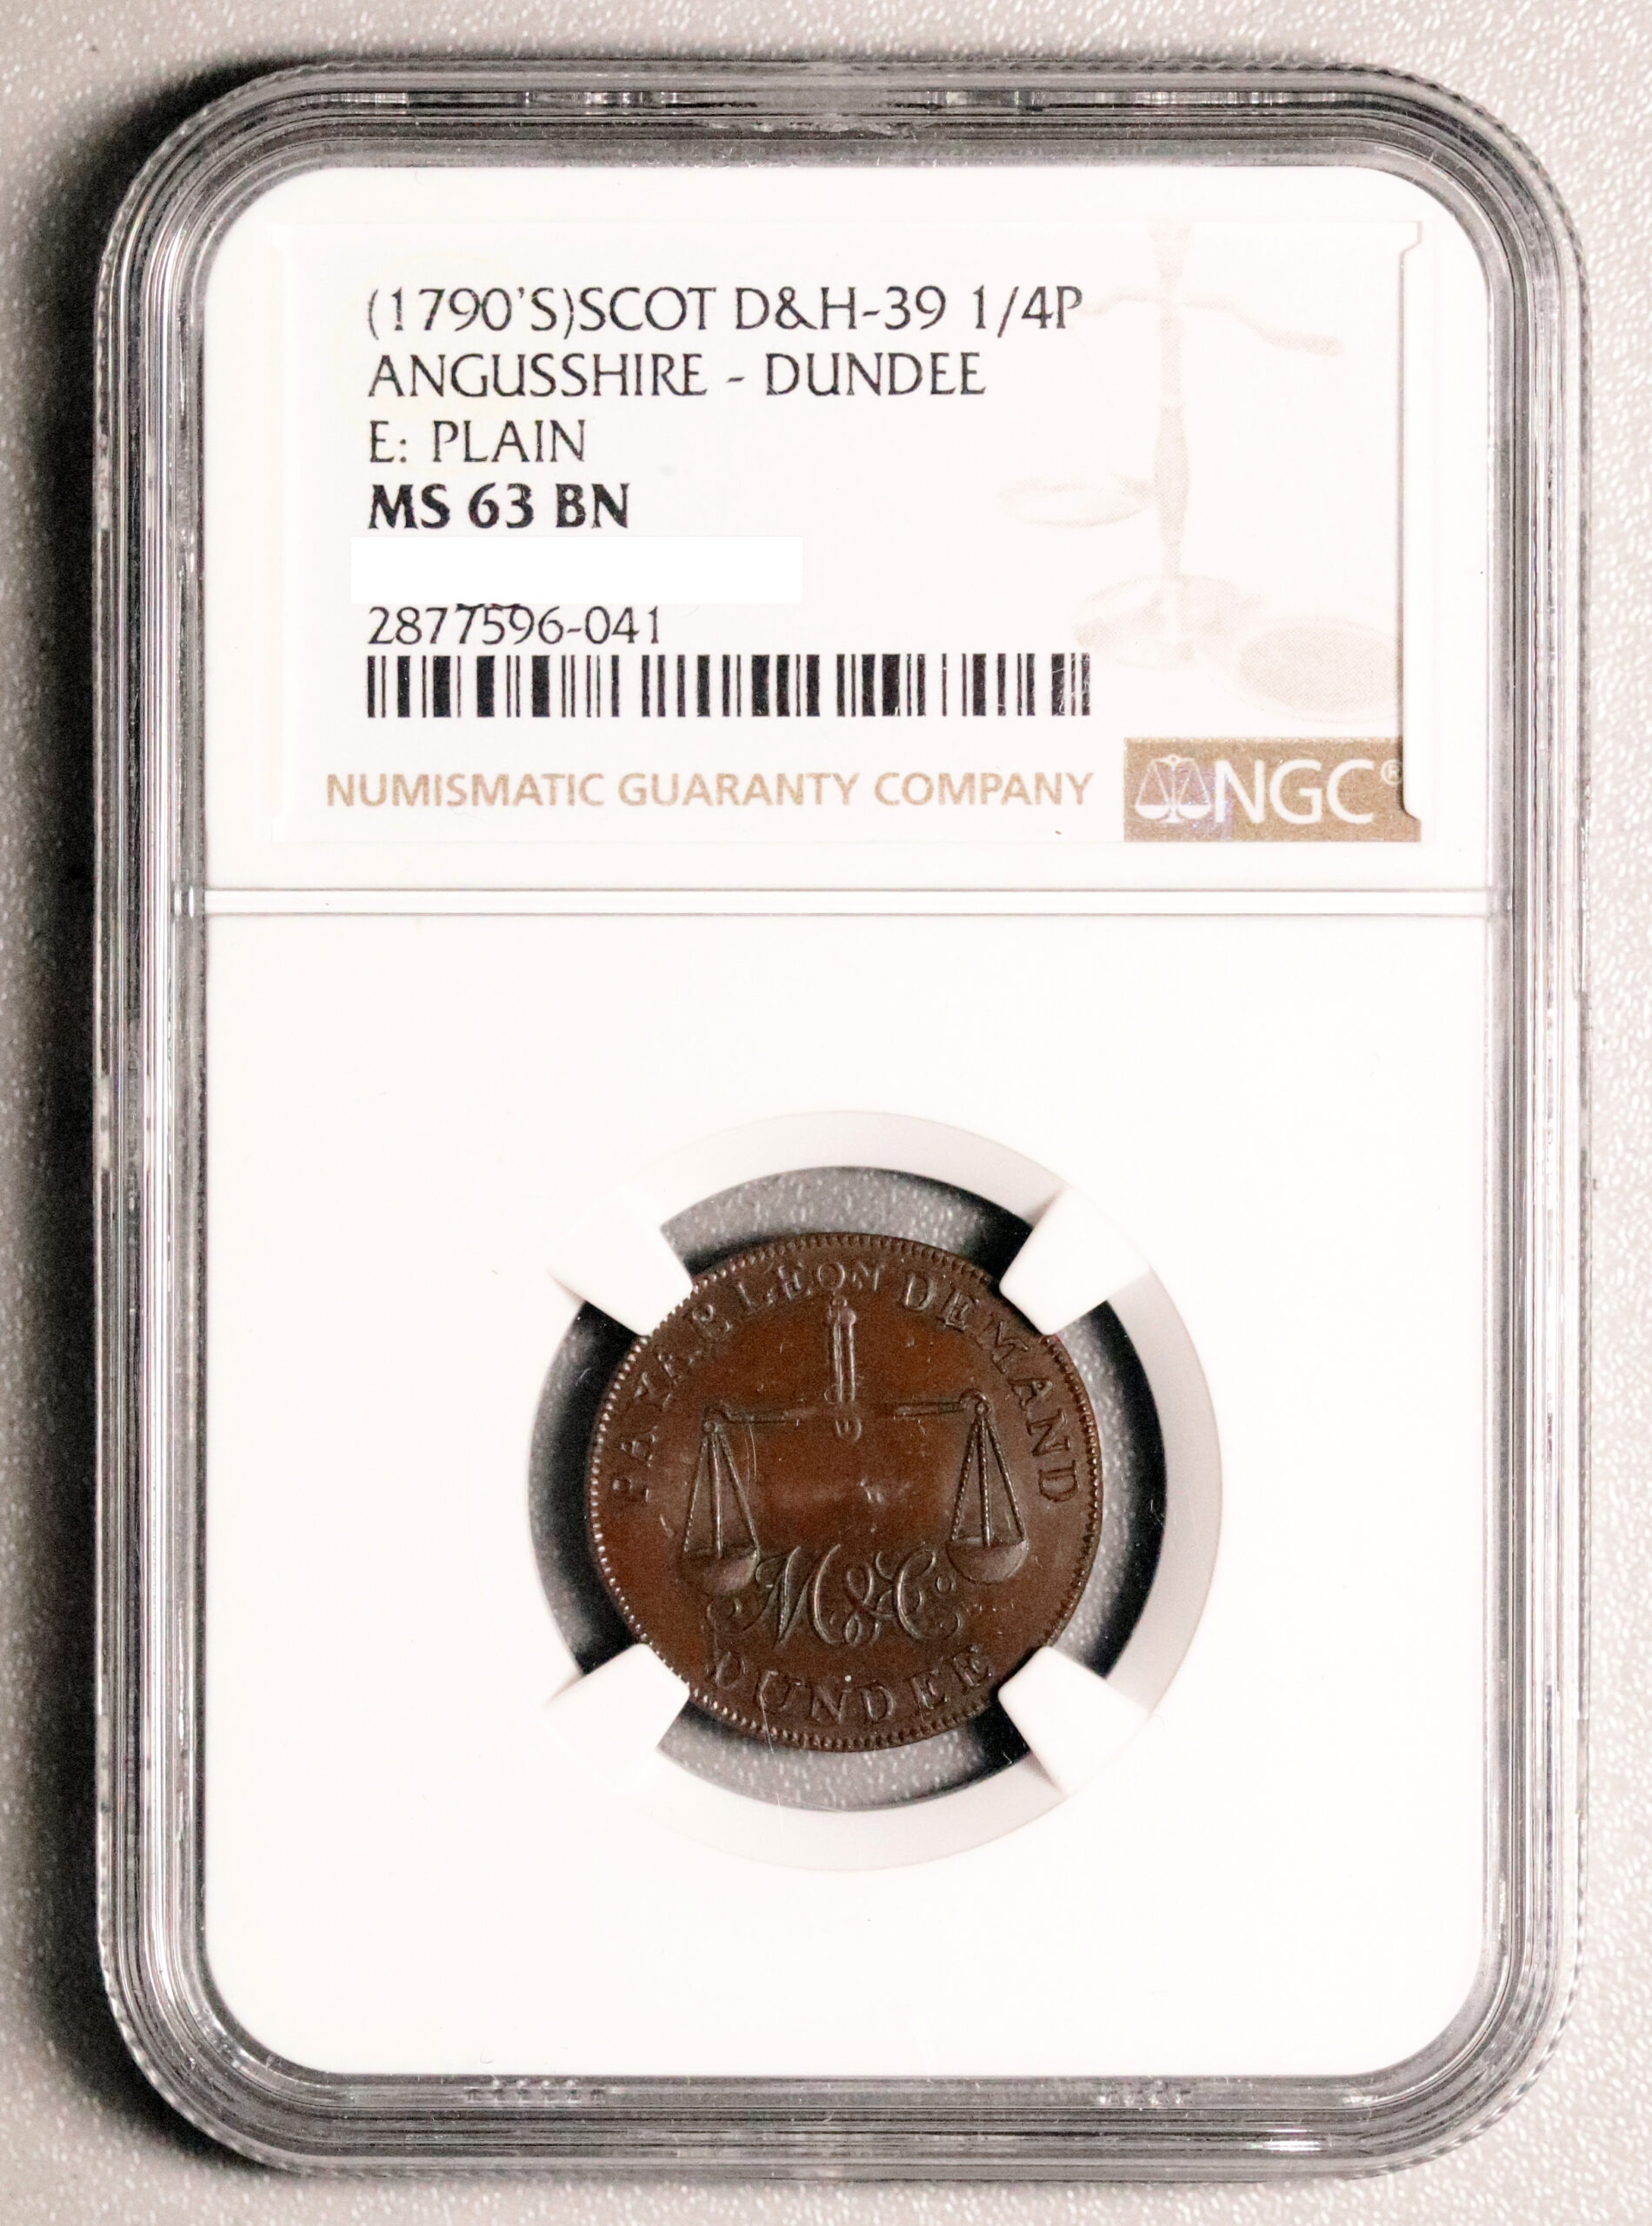 (1790'S)SCOT D&H-39 1/4P
ANGUSSHIRE - DUNDEE
E: PLAIN
MS 63 BN
2877596-041
NUMISMATIC GUARANTY COMPANY
NGC®
PAYABLE ON DEMAND
M&Co
DUNDEE